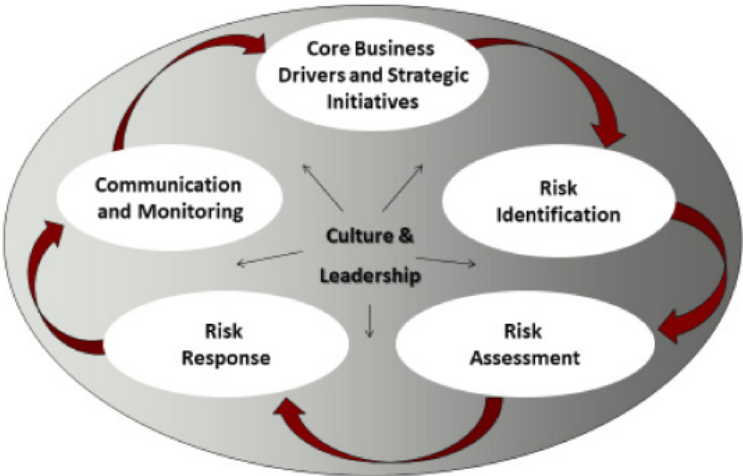 Core Business
Drivers and Strategic
Initiatives
Communication
and Monitoring
Risk
Identification
Culture &
Leadership
Risk
Response
Risk
Assessment